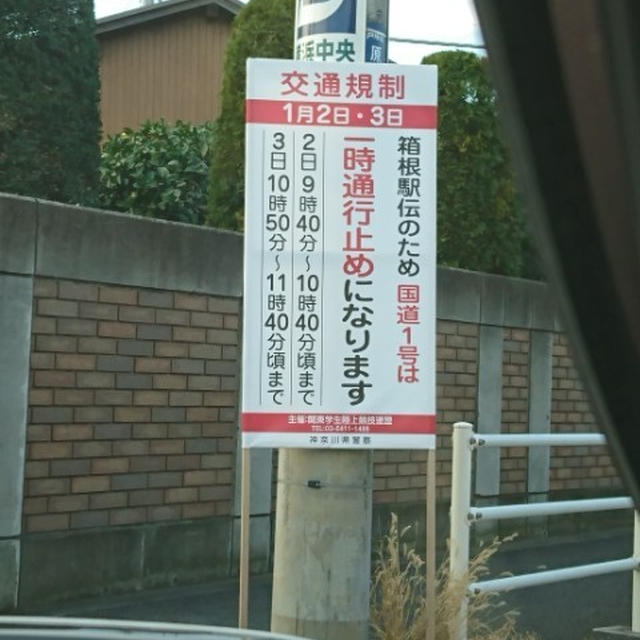 浜中央
原
交通規制
1月2日・3日
箱根駅伝のため 国道1号は
一時通行止めになります
2日 9時40分～10時40分頃まで
3日 10時50分～11時40分頃まで
主催:関東学生陸上競技連盟
神奈川県警察